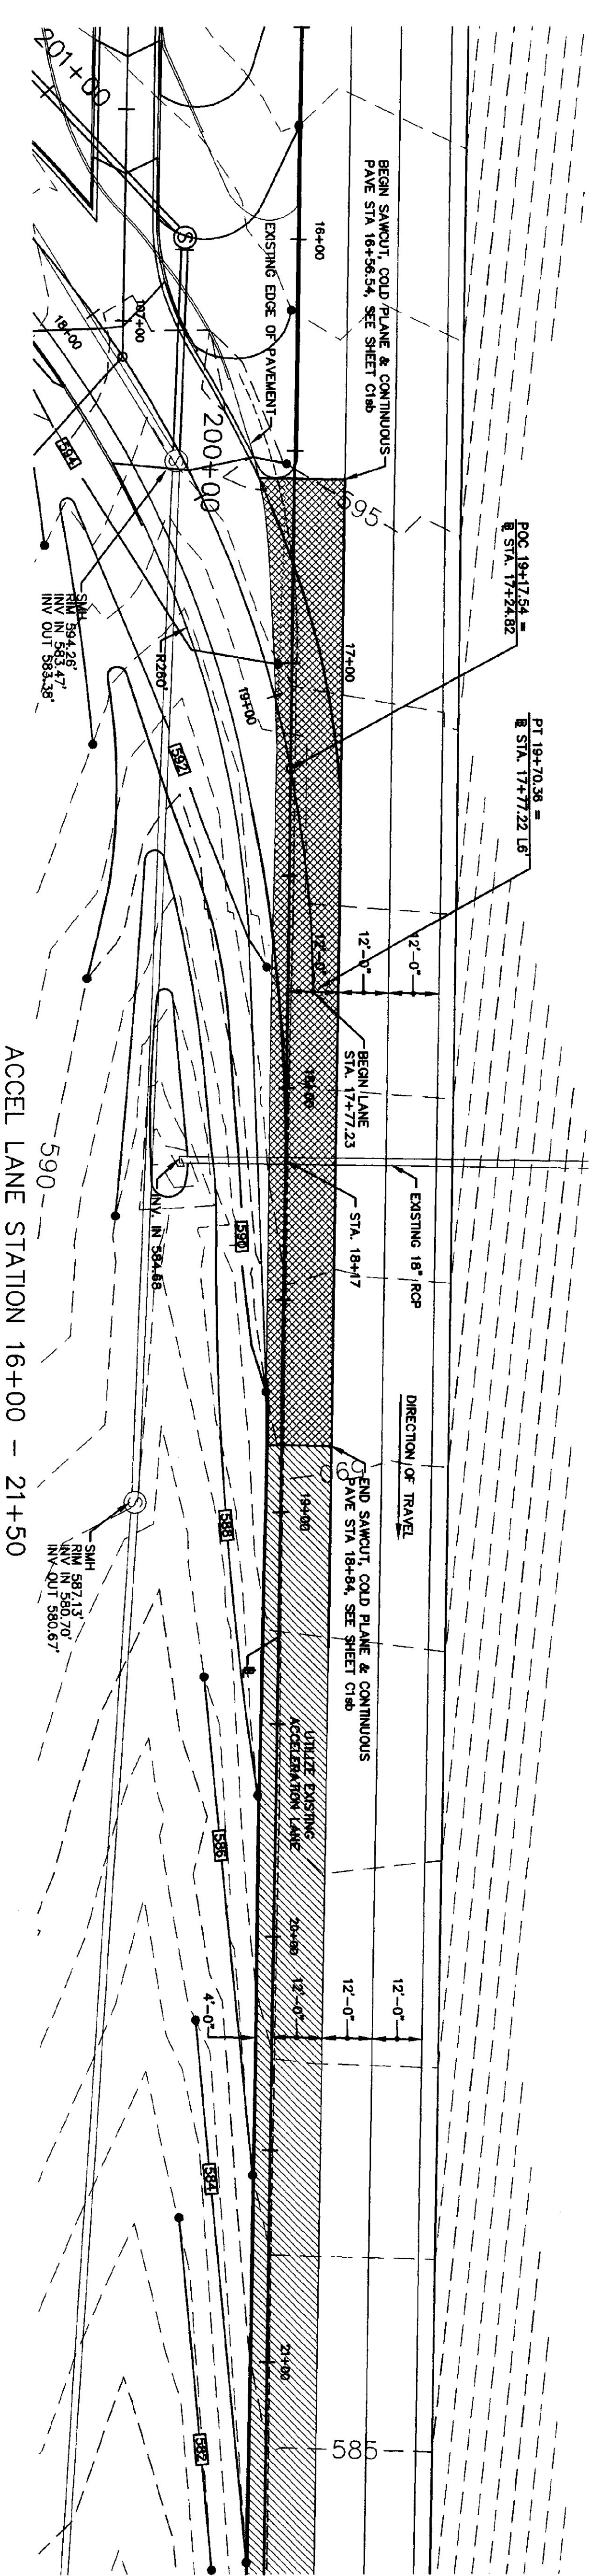 201+00
16+00
BEGIN SAWCUT, COLD PLANE & CONTINUOUS
PAVE STA 16+56.54, SEE SHEET C1sb
EXISTING EDGE OF PAVEMENT
107+00
18+00
594
200+00
595
POC 19+17.54 =
B STA. 17+24.82
SMH
RIM 594.26'
INV IN 583.47'
INV OUT 583.38'
R260'
17+00
19+00
592
PT 19+70.36 =
B STA. 17+77.22 L6'
12'-0"
12'-0"
12'-0"
BEGIN LANE
STA. 17+77.23
18+00
STA. 18+17
EXISTING 18" RCP
INV. IN 584.68
590
590
DIRECTION OF TRAVEL
END SAWCUT, COLD PLANE & CONTINUOUS
PAVE STA 18+84, SEE SHEET C1sb
19+00
588
SMH
RIM 587.13'
INV IN 580.70'
INV OUT 580.67'
B
UTILIZE EXISTING
ACCELERATION LANE
586
20+00
12'-0"
12'-0"
12'-0"
4'-0"
584
21+00
585
582
ACCEL LANE STATION 16+00 - 21+50